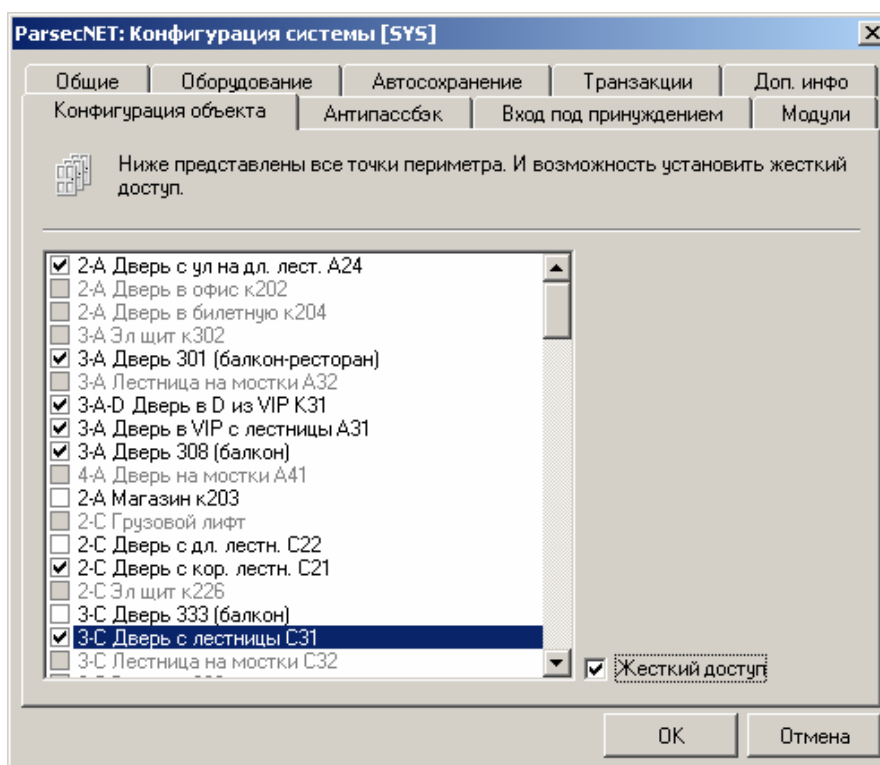 ParsecNET: Конфигурация системы [SYS]
Общие Оборудование Автосохранение Транзакции Доп. инфо
Конфигурация объекта Антипассбэк Вход под принуждением Модули
Ниже представлены все точки периметра. И возможность установить жесткий
доступ.
2-А Дверь с ул на дл. лест. А24
2-А Дверь в офис к202
2-А Дверь в билетную к204
3-А Эл щит к302
3-А Дверь 301 (балкон-ресторан)
3-А Лестница на мостки А32
3-A-D Дверь в D из VIP К31
3-А Дверь в VIP с лестницы А31
3-А Дверь 308 (балкон)
4-А Дверь на мостки А41
2-А Магазин к203
2-С Грузовой лифт
2-С Дверь с дл. лестн. С22
2-С Дверь с кор. лестн. С21
2-С Эл щит к226
3-С Дверь 333 (балкон)
3-С Дверь с лестницы С31
3-С Лестница на мостки С32
Жесткий доступ
OK Отмена